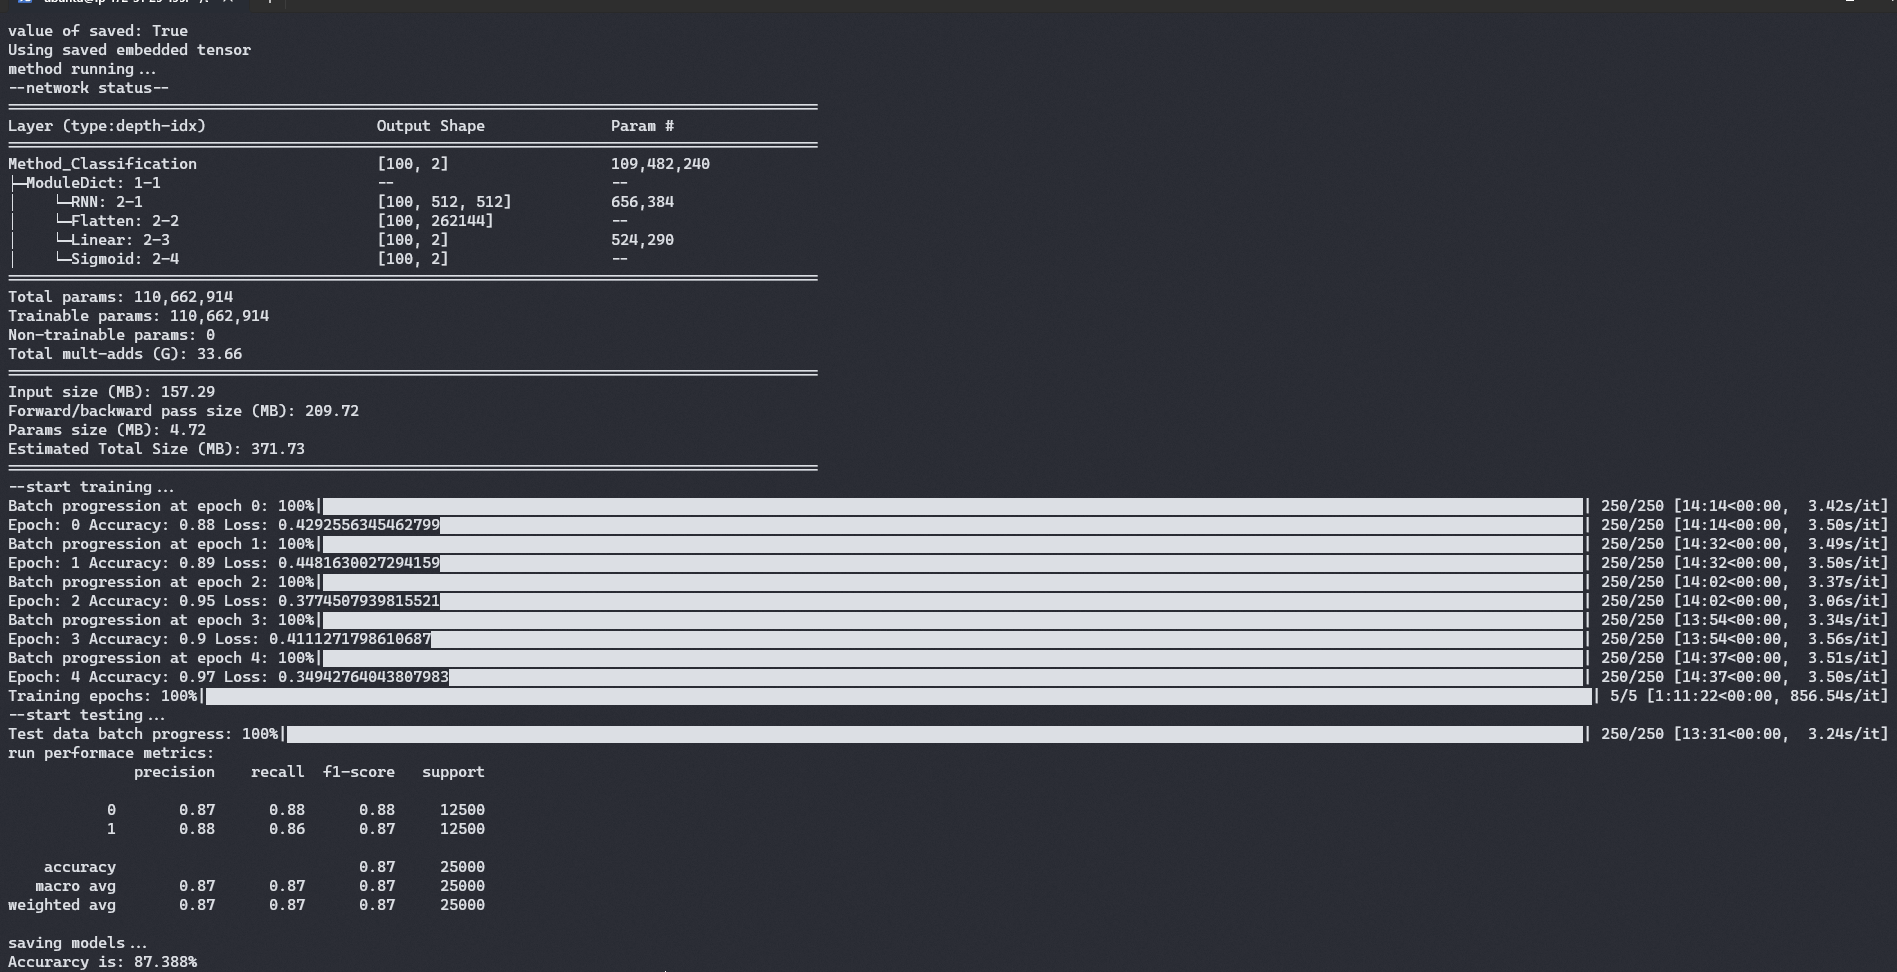 value of saved: True
Using saved embedded tensor
method running...
--network status--
Layer (type:depth-idx) Output Shape Param #
Method_Classification [100, 2] 109,482,240
├─ModuleDict: 1-1 -- --
│ └─RNN: 2-1 [100, 512, 512] 656,384
│ └─Flatten: 2-2 [100, 262144] --
│ └─Linear: 2-3 [100, 2] 524,290
│ └─Sigmoid: 2-4 [100, 2] --
Total params: 110,662,914
Trainable params: 110,662,914
Non-trainable params: 0
Total mult-adds (G): 33.66
Input size (MB): 157.29
Forward/backward pass size (MB): 209.72
Params size (MB): 4.72
Estimated Total Size (MB): 371.73
--start training...
Batch progression at epoch 0: 100%| | 250/250 [14:14<00:00, 3.42s/it]
Epoch: 0 Accuracy: 0.88 Loss: 0.4292556345462799 | 250/250 [14:14<00:00, 3.50s/it]
Batch progression at epoch 1: 100%| | 250/250 [14:32<00:00, 3.49s/it]
Epoch: 1 Accuracy: 0.89 Loss: 0.4481630027294159 | 250/250 [14:32<00:00, 3.50s/it]
Batch progression at epoch 2: 100%| | 250/250 [14:02<00:00, 3.37s/it]
Epoch: 2 Accuracy: 0.95 Loss: 0.3774507939815521 | 250/250 [14:02<00:00, 3.06s/it]
Batch progression at epoch 3: 100%| | 250/250 [13:54<00:00, 3.34s/it]
Epoch: 3 Accuracy: 0.9 Loss: 0.4111271798610687 | 250/250 [13:54<00:00, 3.56s/it]
Batch progression at epoch 4: 100%| | 250/250 [14:37<00:00, 3.51s/it]
Epoch: 4 Accuracy: 0.97 Loss: 0.34942764043807983 | 250/250 [14:37<00:00, 3.50s/it]
Training epochs: 100%| | 5/5 [1:11:22<00:00, 856.54s/it]
--start testing...
Test data batch progress: 100%| | 250/250 [13:31<00:00, 3.24s/it]
run performace metrics:
precision recall f1-score support
0 0.87 0.88 0.88 12500
1 0.88 0.86 0.87 12500
accuracy 0.87 25000
macro avg 0.87 0.87 0.87 25000
weighted avg 0.87 0.87 0.87 25000
saving models...
Accurarcy is: 87.388%